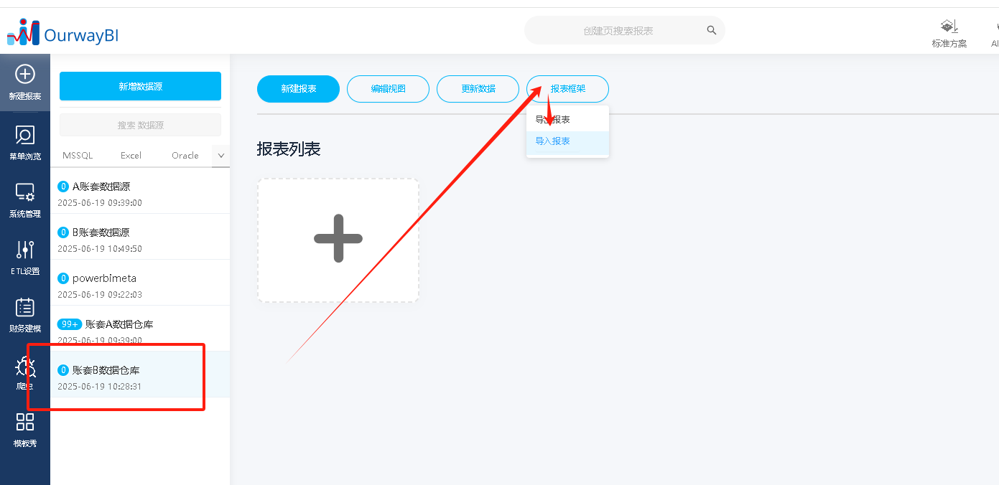 OurwayBI
创建页搜索报表
标准方案
新建报表
菜单浏览
系统管理
ETL设置
财务建模
爬虫
模板秀
新增数据源
搜索 数据源
MSSQL Excel Oracle
0 A账套数据源
2025-06-19 09:39:00
0 B账套数据源
2025-06-19 10:49:50
0 powerbimeta
2025-06-19 09:22:03
99+ 账套A数据仓库
2025-06-19 09:39:00
0 账套B数据仓库
2025-06-19 10:28:31
新建报表 编辑视图 更新数据 报表框架
导出报表
导入报表
报表列表